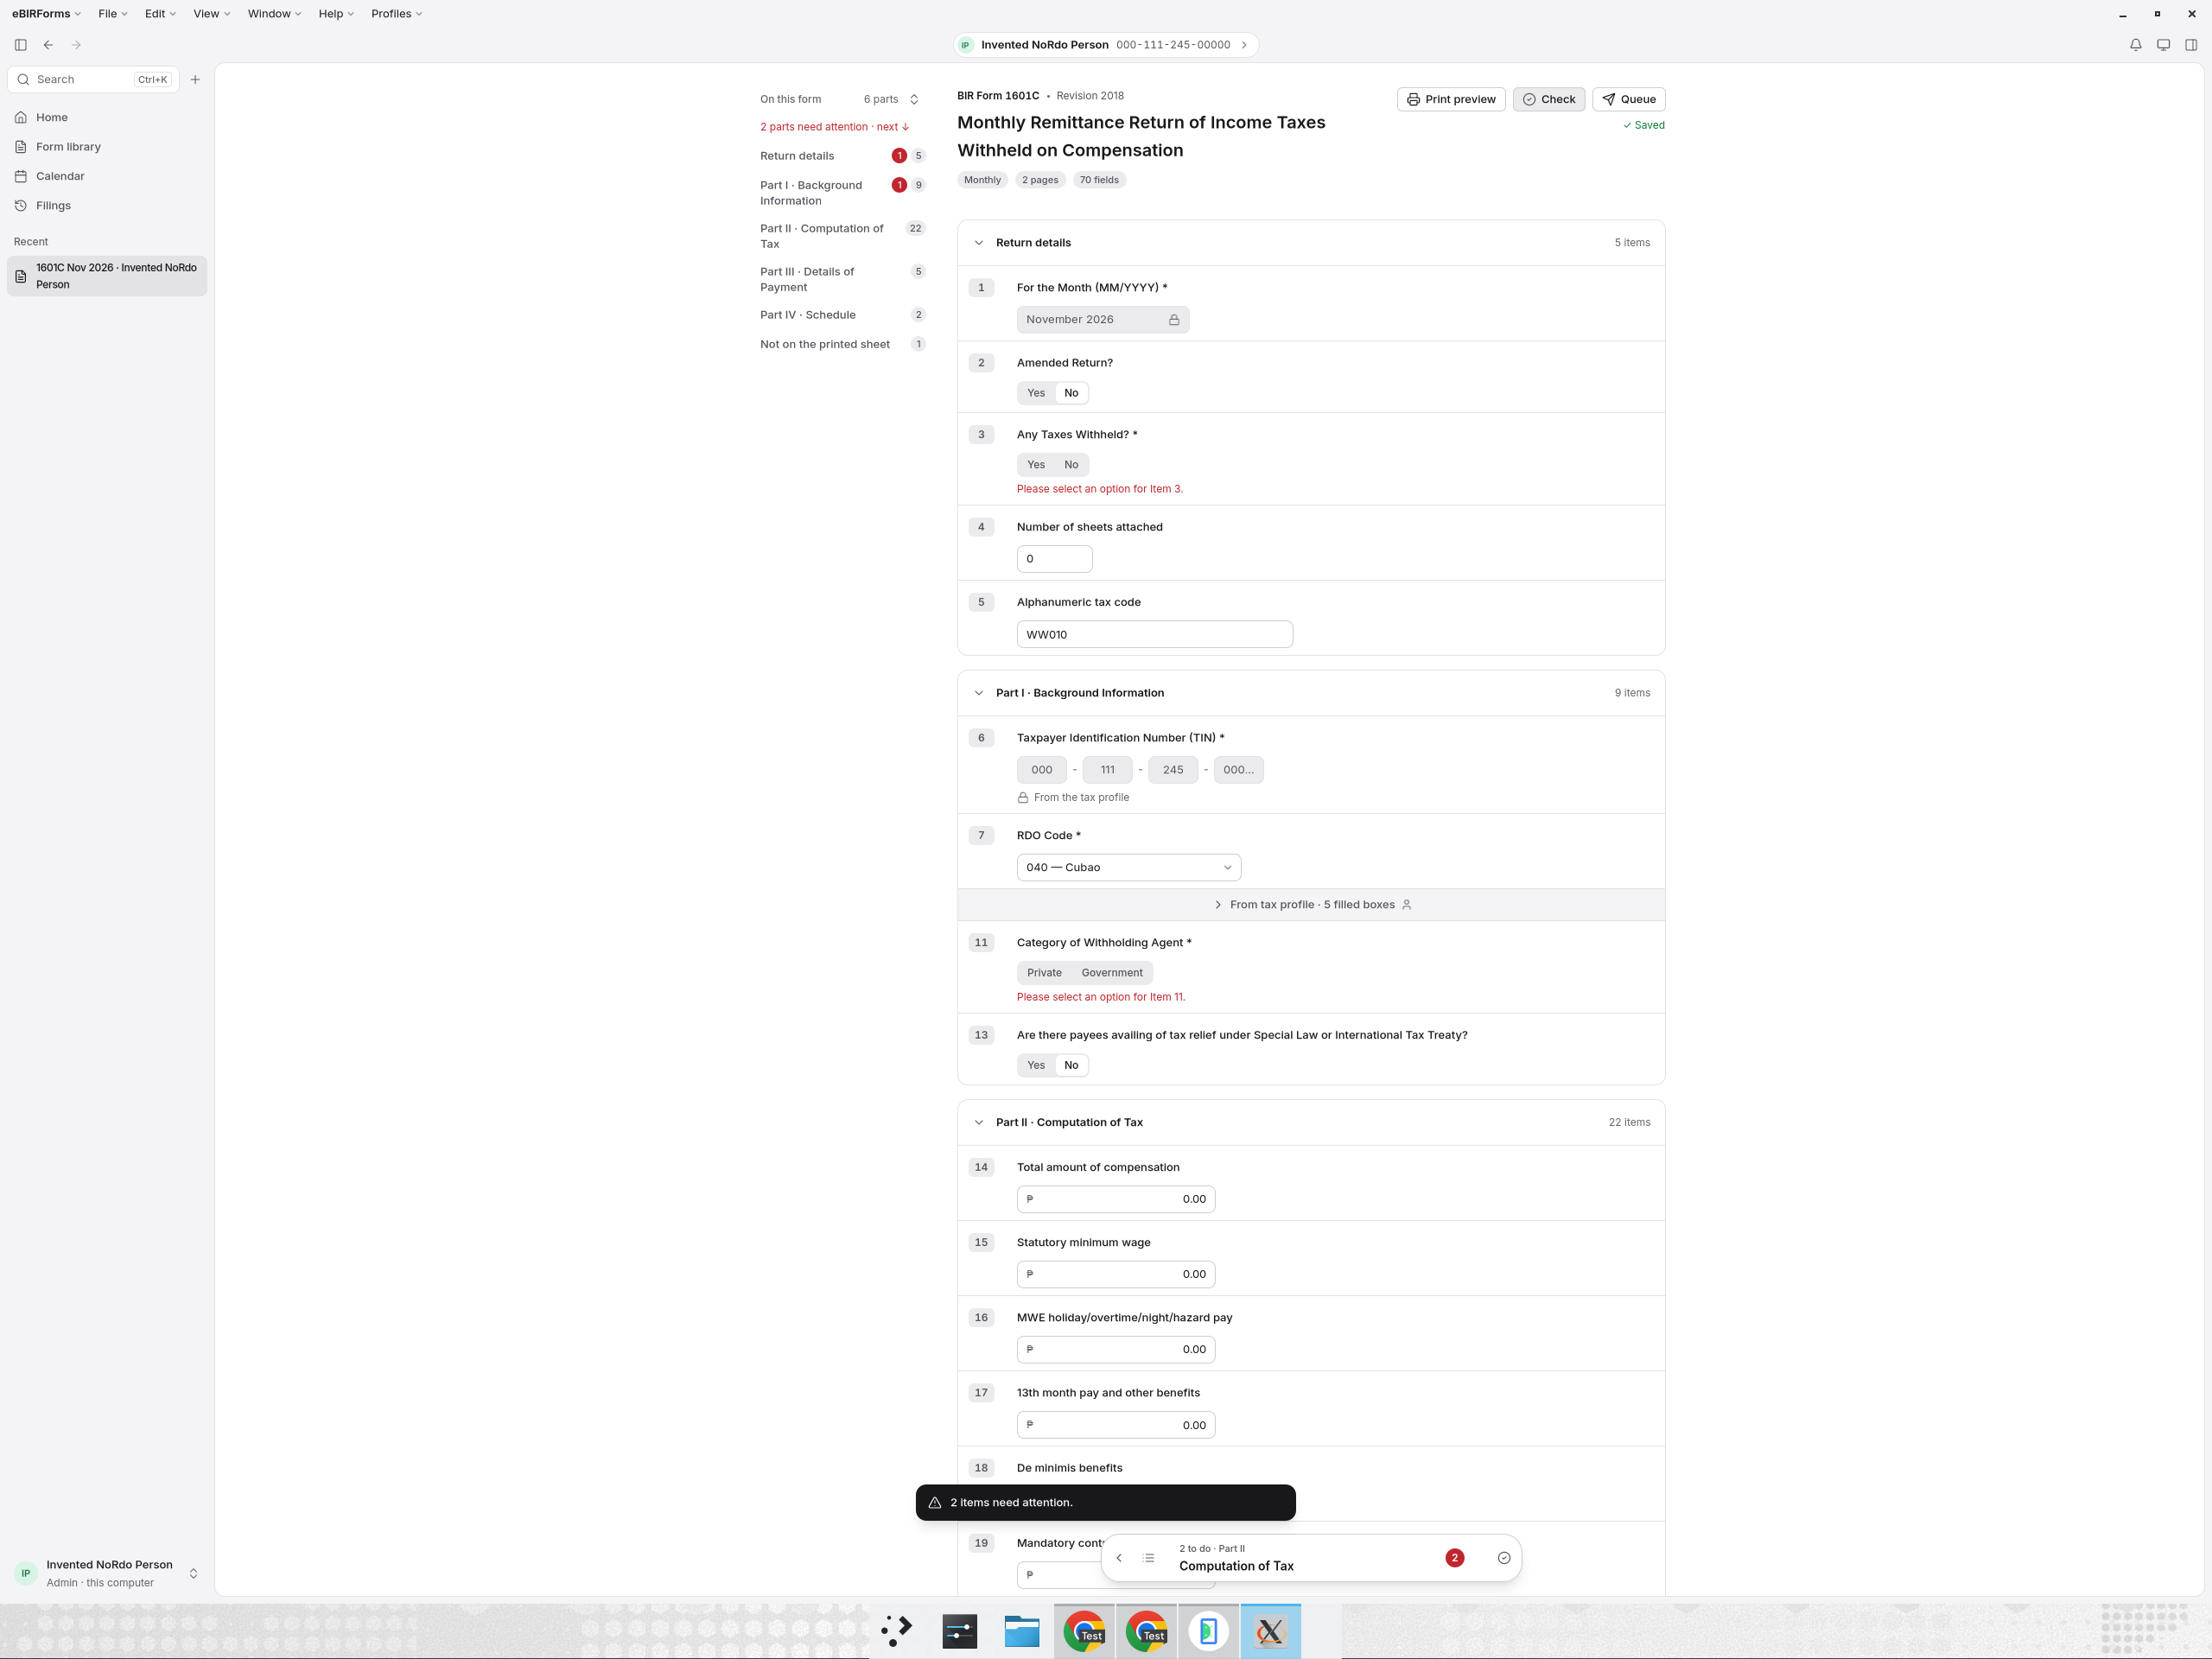 eBIRForms File Edit View Window Help Profiles
IP Invented NoRdo Person 000-111-245-00000
Search Ctrl+K
Home
Form library
Calendar
Filings
Recent
1601C Nov 2026 · Invented NoRdo
Person
On this form 6 parts
2 parts need attention · next ↓
Return details 1 5
Part I · Background
Information 1 9
Part II · Computation of
Tax 22
Part III · Details of
Payment 5
Part IV · Schedule 2
Not on the printed sheet 1
BIR Form 1601C • Revision 2018
Print preview Check Queue
Monthly Remittance Return of Income Taxes
Withheld on Compensation
✓ Saved
Monthly 2 pages 70 fields
Return details 5 items
1 For the Month (MM/YYYY) *
November 2026
2 Amended Return?
Yes No
3 Any Taxes Withheld? *
Yes No
Please select an option for Item 3.
4 Number of sheets attached
0
5 Alphanumeric tax code
WW010
Part I · Background Information 9 items
6 Taxpayer Identification Number (TIN) *
000 - 111 - 245 - 000...
From the tax profile
7 RDO Code *
040 — Cubao
From tax profile · 5 filled boxes
11 Category of Withholding Agent *
Private Government
Please select an option for Item 11.
13 Are there payees availing of tax relief under Special Law or International Tax Treaty?
Yes No
Part II · Computation of Tax 22 items
14 Total amount of compensation
₱ 0.00
15 Statutory minimum wage
₱ 0.00
16 MWE holiday/overtime/night/hazard pay
₱ 0.00
17 13th month pay and other benefits
₱ 0.00
18 De minimis benefits
2 items need attention.
19 Mandatory
₱
2 to do · Part II
Computation of Tax 2
IP Invented NoRdo Person
Admin · this computer
Test Test